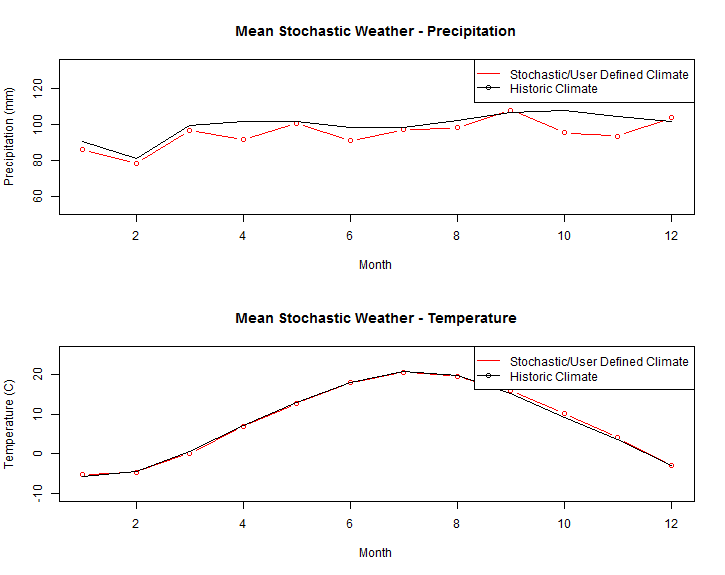 Mean Stochastic Weather - Precipitation
Stochastic/User Defined Climate
Historic Climate
Precipitation (mm)
120
100
80
60
2 4 6 8 10 12
Month
Mean Stochastic Weather - Temperature
Stochastic/User Defined Climate
Historic Climate
Temperature (C)
20
10
0
-10
2 4 6 8 10 12
Month